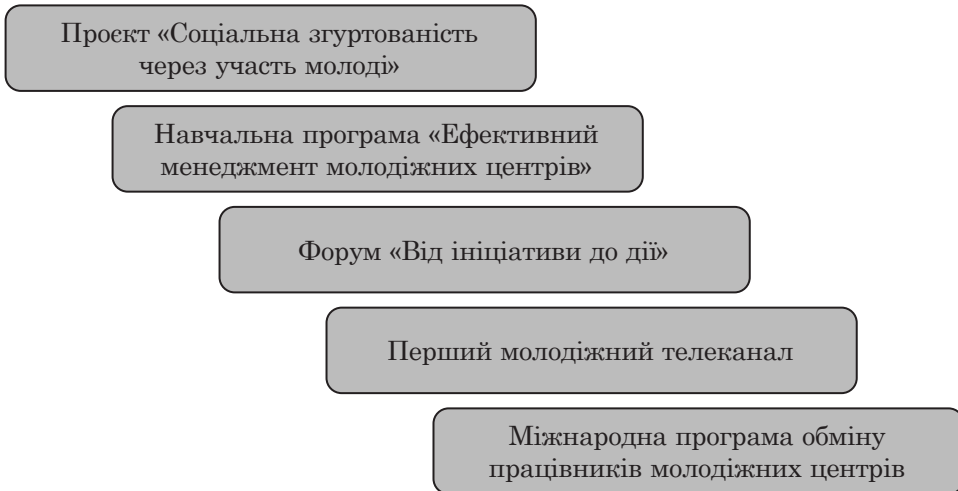 Проєкт «Соціальна згуртованість
через участь молоді»
Навчальна програма «Ефективний
менеджмент молодіжних центрів»
Форум «Від ініціативи до дії»
Перший молодіжний телеканал
Міжнародна програма обміну
працівників молодіжних центрів